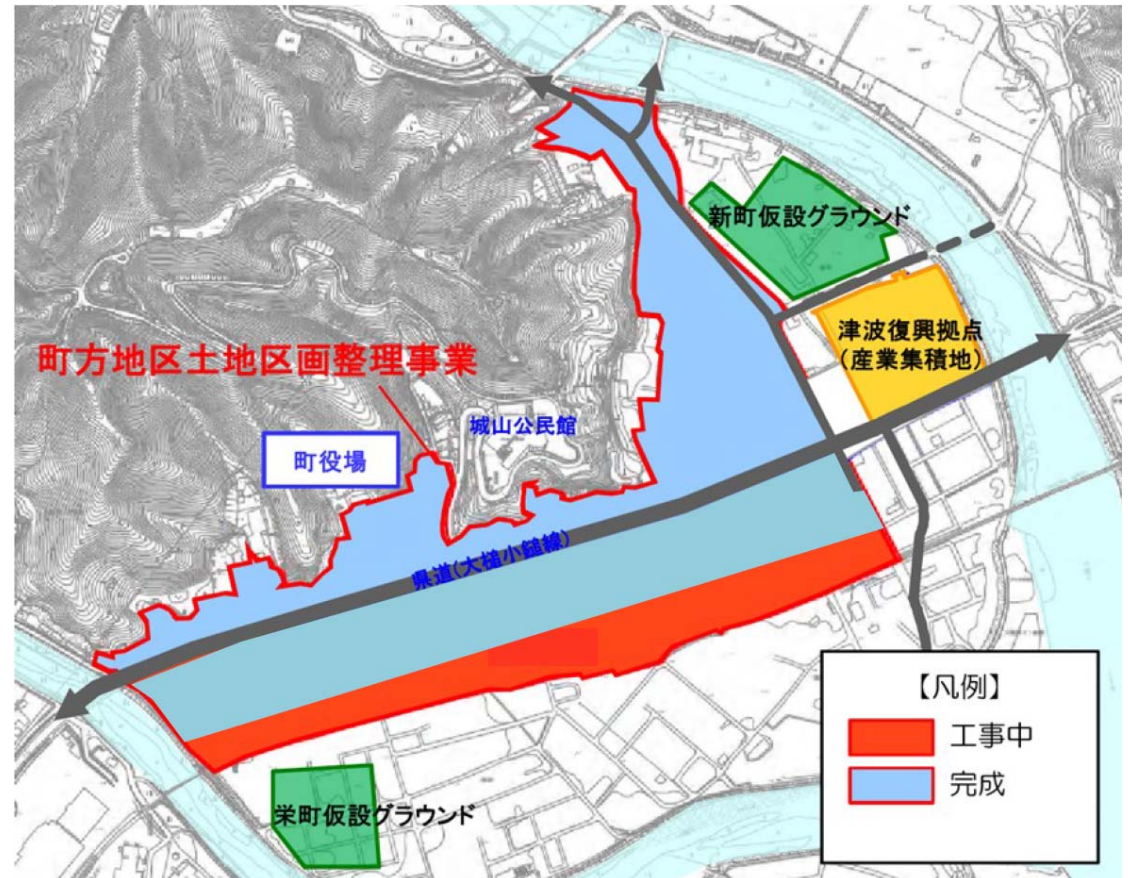 新町仮設グラウンド
津波復興拠点
(産業集積地)
町方地区土地区画整理事業
城山公民館
町役場
県道(大槌小鎚線)
栄町仮設グラウンド
【凡例】
工事中
完成